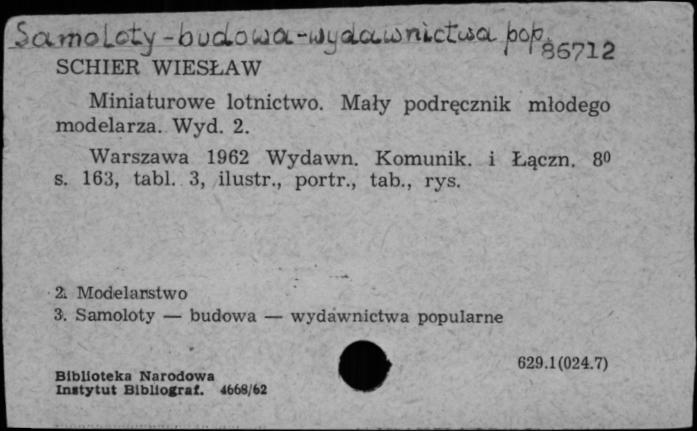 Samoloty - budowa - wydawnictwa pop.
86712
SCHIER WIESŁAW
Miniaturowe lotnictwo. Mały podręcznik młodego
modelarza. Wyd. 2.
Warszawa 1962 Wydawn. Komunik. i Łączn. 8⁰
s. 163, tabl. 3, ilustr., portr., tab., rys.
2. Modelarstwo
3. Samoloty — budowa — wydawnictwa popularne
629.1(024.7)
Biblioteka Narodowa
Instytut Bibliograf. 4668/62